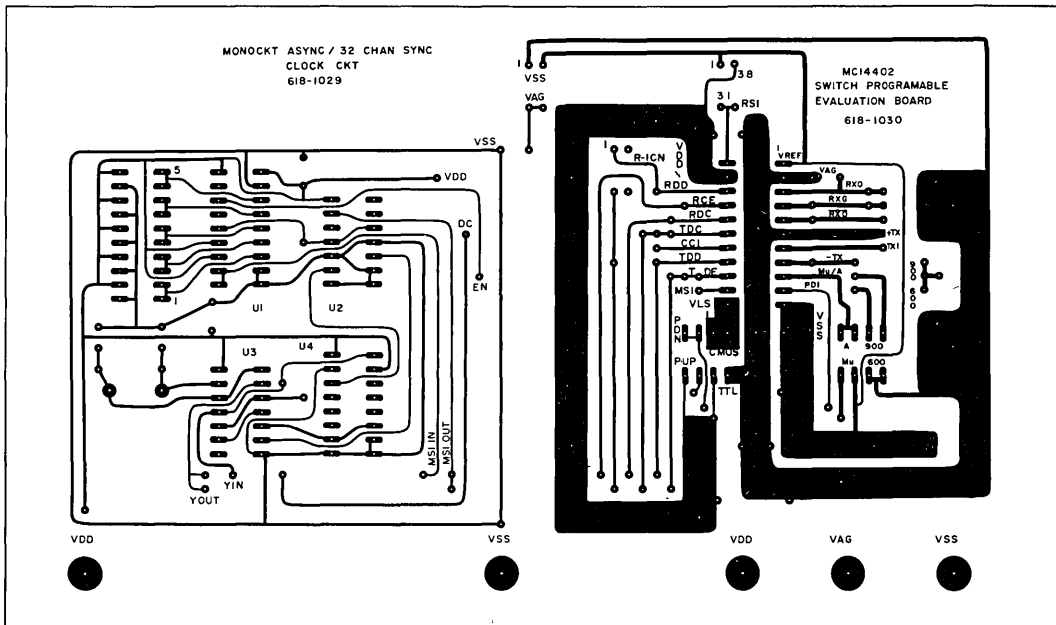 MONOCKT ASYNC / 32 CHAN SYNC
CLOCK CKT
618-1029
VSS
VDD
DC
EN
5
1
U1
U2
U3
U4
MSI IN
MSI OUT
YIN
YOUT
VDD
VSS
1
VSS
VAG
1
38
31
RS1
MC14402
SWITCH PROGRAMABLE
EVALUATION BOARD
618-1030
1
R-ICN
VDD
RDD
RCE
RDC
TDC
CCI
TDD
MSI
VLS
PDN
CMOS
P-UP
TTL
1
VREF
VAG
RXO
RXG
RXO
+TX
TX1
-TX
Mu/A
PDI
VSS
900
600
A
900
Mu
600
VDD
VAG
VSS